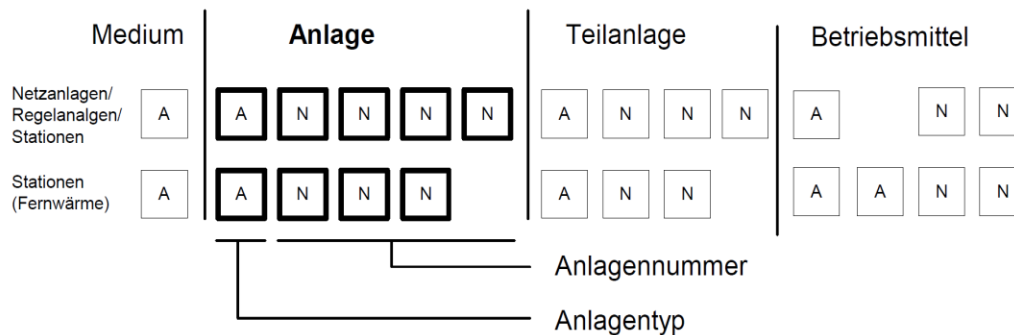 Medium Anlage Teilanlage Betriebsmittel
Netzanlagen/
Regelanalgen/
Stationen
A A N N N N A N N N A N N
Stationen
(Fernwärme)
A A N N N A N N A A N N
Anlagennummer
Anlagentyp